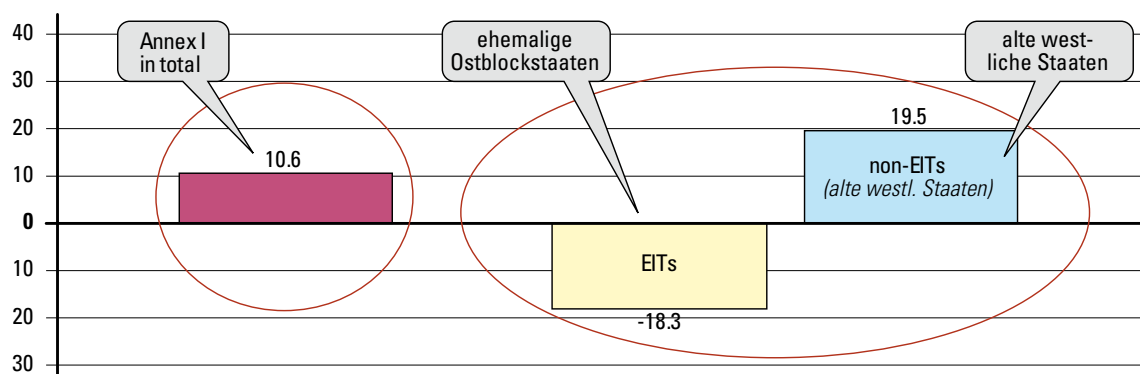 40
30
20
10
0
10
20
30
Annex I
in total
10.6
ehemalige
Ostblockstaaten
EITs
-18.3
alte west-
liche Staaten
19.5
non-EITs
(alte westl. Staaten)